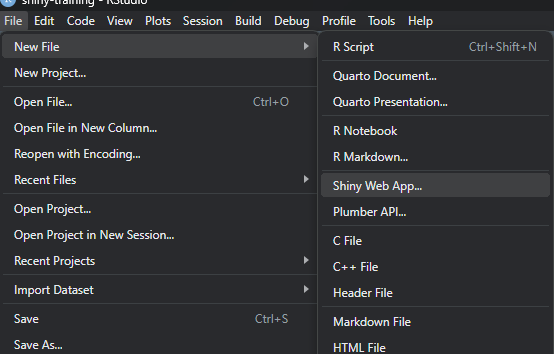 shiny-training - RStudio
File Edit Code View Plots Session Build Debug Profile Tools Help
New File
New Project...
Open File... Ctrl+O
Open File in New Column...
Reopen with Encoding...
Recent Files
Open Project...
Open Project in New Session...
Recent Projects
Import Dataset
Save Ctrl+S
Save As...
R Script Ctrl+Shift+N
Quarto Document...
Quarto Presentation...
R Notebook
R Markdown...
Shiny Web App...
Plumber API...
C File
C++ File
Header File
Markdown File
HTML File